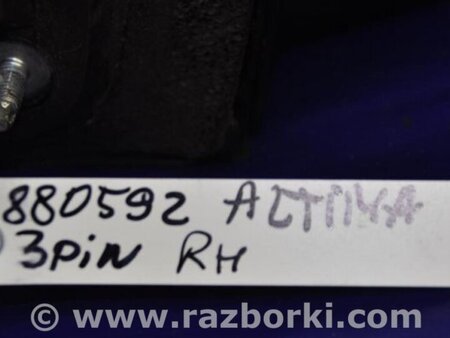 880592 ALTIMA
3PIN RH
© www.razborki.com